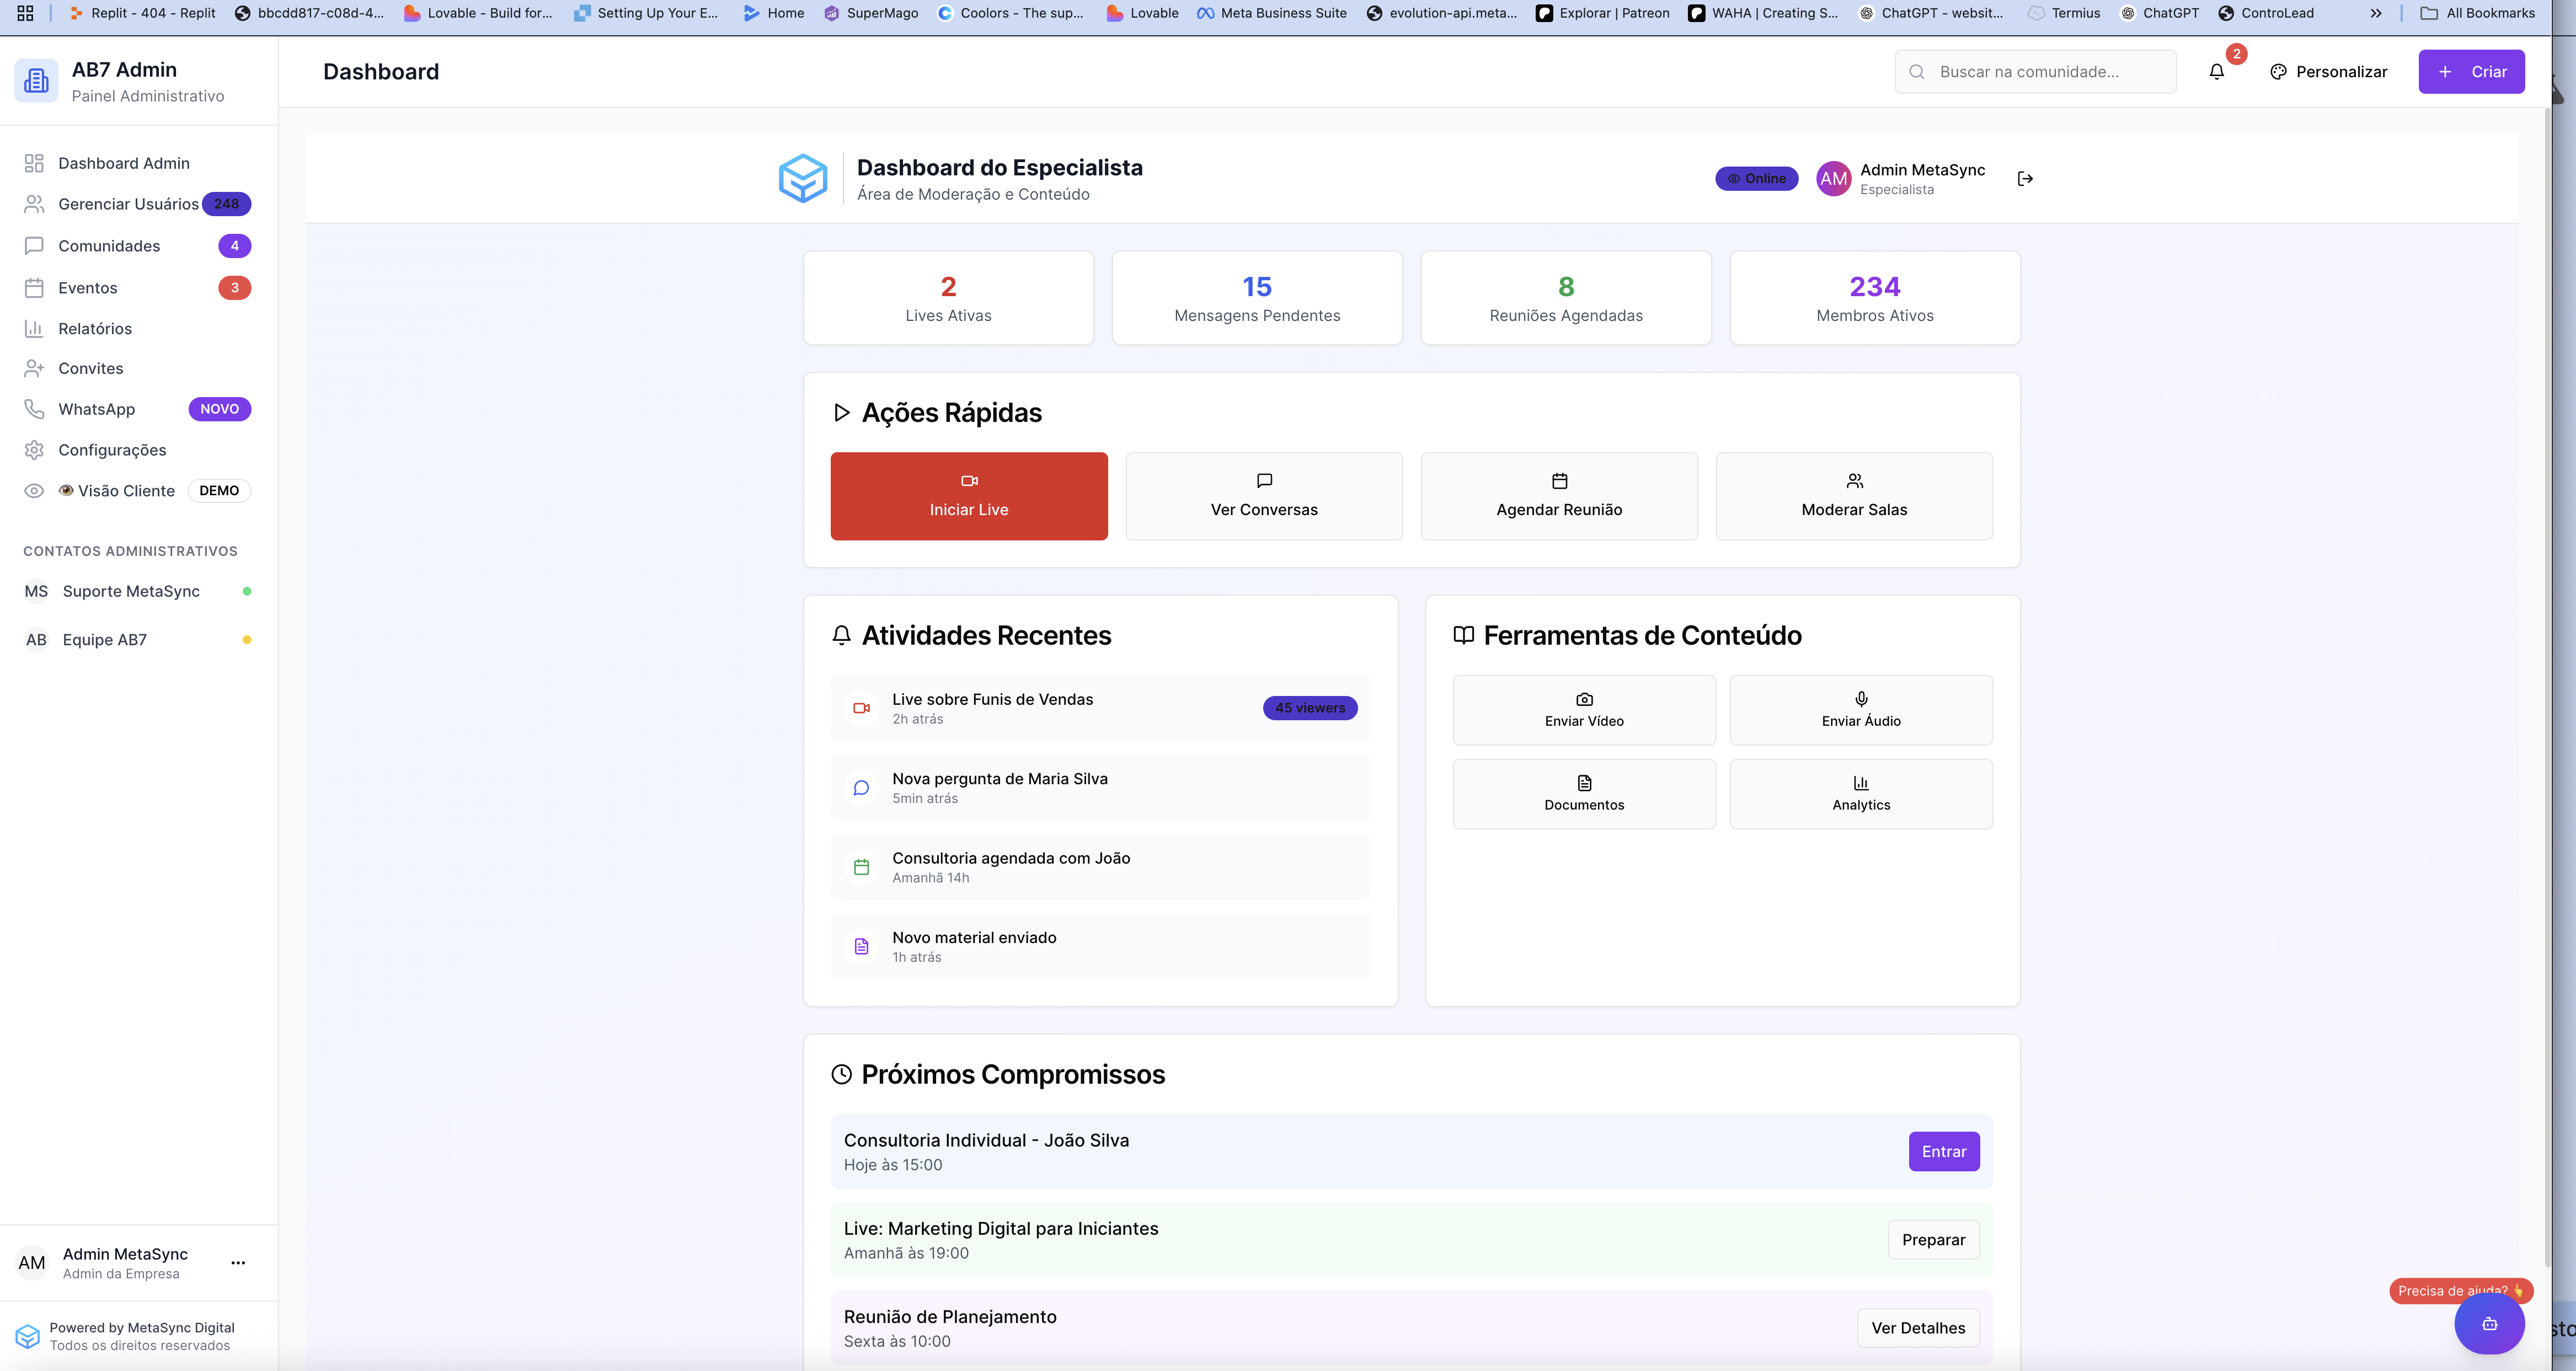 Replit - 404 - Replit
bbcdd817-c08d-4...
Lovable - Build for...
Setting Up Your E...
Home
SuperMago
Coolors - The sup...
Lovable
Meta Business Suite
evolution-api.meta...
Explorar | Patreon
WAHA | Creating S...
ChatGPT - websit...
Termius
ChatGPT
ControLead
All Bookmarks
AB7 Admin
Painel Administrativo
Dashboard
Buscar na comunidade...
2
Personalizar
+ Criar
Dashboard Admin
Gerenciar Usuários 248
Comunidades 4
Eventos 3
Relatórios
Convites
WhatsApp NOVO
Configurações
Visão Cliente DEMO
CONTATOS ADMINISTRATIVOS
MS Suporte MetaSync
AB Equipe AB7
AM Admin MetaSync
Admin da Empresa
Powered by MetaSync Digital
Todos os direitos reservados
Dashboard do Especialista
Área de Moderação e Conteúdo
Online
AM Admin MetaSync
Especialista
2
Lives Ativas
15
Mensagens Pendentes
8
Reuniões Agendadas
234
Membros Ativos
Ações Rápidas
Iniciar Live
Ver Conversas
Agendar Reunião
Moderar Salas
Atividades Recentes
Live sobre Funis de Vendas
2h atrás
45 viewers
Nova pergunta de Maria Silva
5min atrás
Consultoria agendada com João
Amanhã 14h
Novo material enviado
1h atrás
Ferramentas de Conteúdo
Enviar Vídeo
Enviar Áudio
Documentos
Analytics
Próximos Compromissos
Consultoria Individual - João Silva
Hoje às 15:00
Entrar
Live: Marketing Digital para Iniciantes
Amanhã às 19:00
Preparar
Reunião de Planejamento
Sexta às 10:00
Ver Detalhes
Precisa de ajuda?